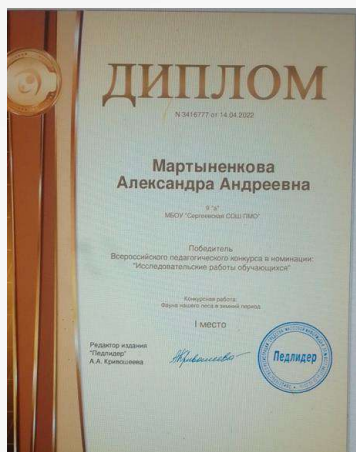 ДИПЛОМ
N 3416777 от 14.04.2022
Мартыненкова
Александра Андреевна
9 "а"
МБОУ "Сергеевская СОШ ПМО"
Победитель
Всероссийского педагогического конкурса в номинации:
"Исследовательские работы обучающихся"
Конкурсная работа:
Фауна нашего леса в зимний период
I место
Редактор издания
"Педлидер"
А.А. Кривошеева
Педлидер